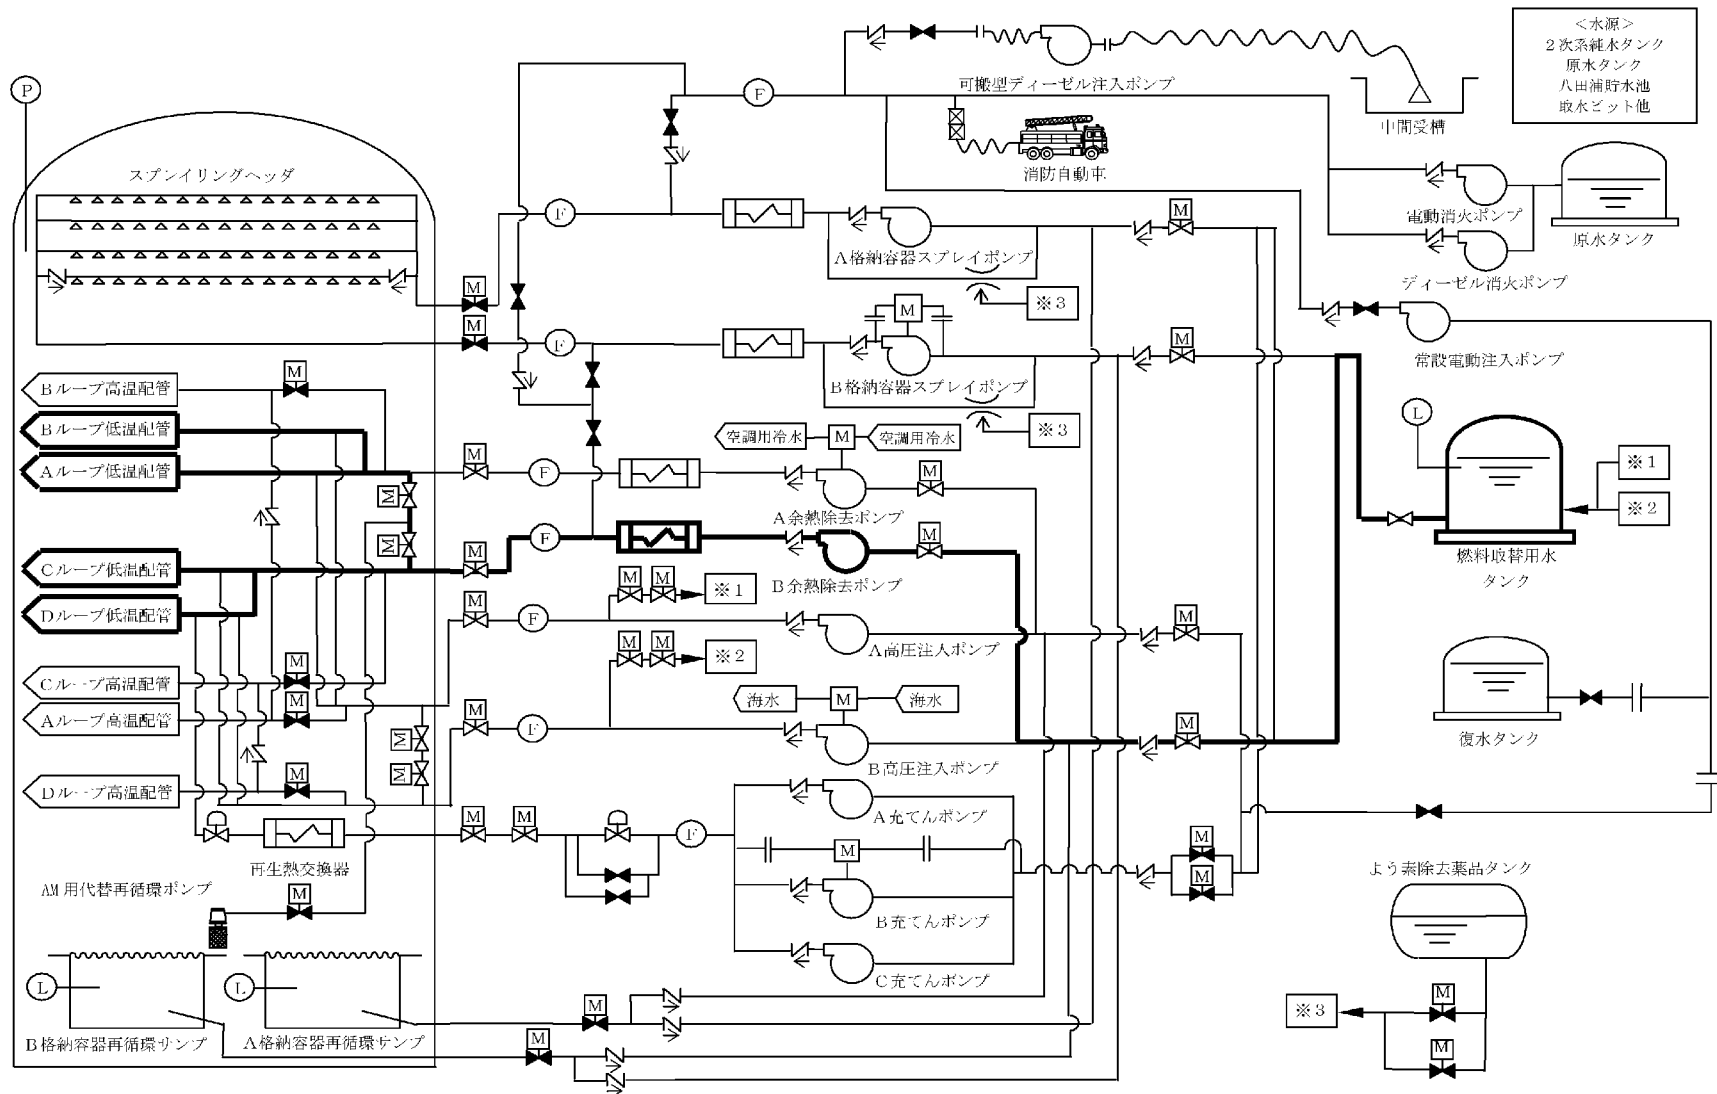 <水源>
2次系純水タンク
原水タンク
八田浦貯水池
取水ピット他
P
F
可搬型ディーゼル注入ポンプ
中間受槽
消防自動車
スプンイリングヘッダ
電動消火ポンプ
原水タンク
ディーゼル消火ポンプ
F
M
A格納容器スプレイポンプ
※3
M
M
F
M
M
B格納容器スプレイポンプ
※3
常設電動注入ポンプ
Bループ高温配管
M
Bループ低温配管
Aループ低温配管
M
F
空調用冷水
M
空調用冷水
M
A余熱除去ポンプ
L
※1
※2
燃料取替用水
タンク
M
M
Cループ低温配管
M
F
M
B余熱除去ポンプ
Dループ低温配管
M
M
※1
M
F
A高圧注入ポンプ
M
M
M
※2
Cループ高温配管
M
Aループ高温配管
M
海水
M
海水
M
F
B高圧注入ポンプ
M
復水タンク
M
M
Dループ高温配管
M
A充てんポンプ
再生熱交換器
M
M
F
M
B充てんポンプ
C充てんポンプ
M
M
よう素除去薬品タンク
AM用代替再循環ポンプ
M
L
L
B格納容器再循環サンプ
A格納容器再循環サンプ
M
M
※3
M
M